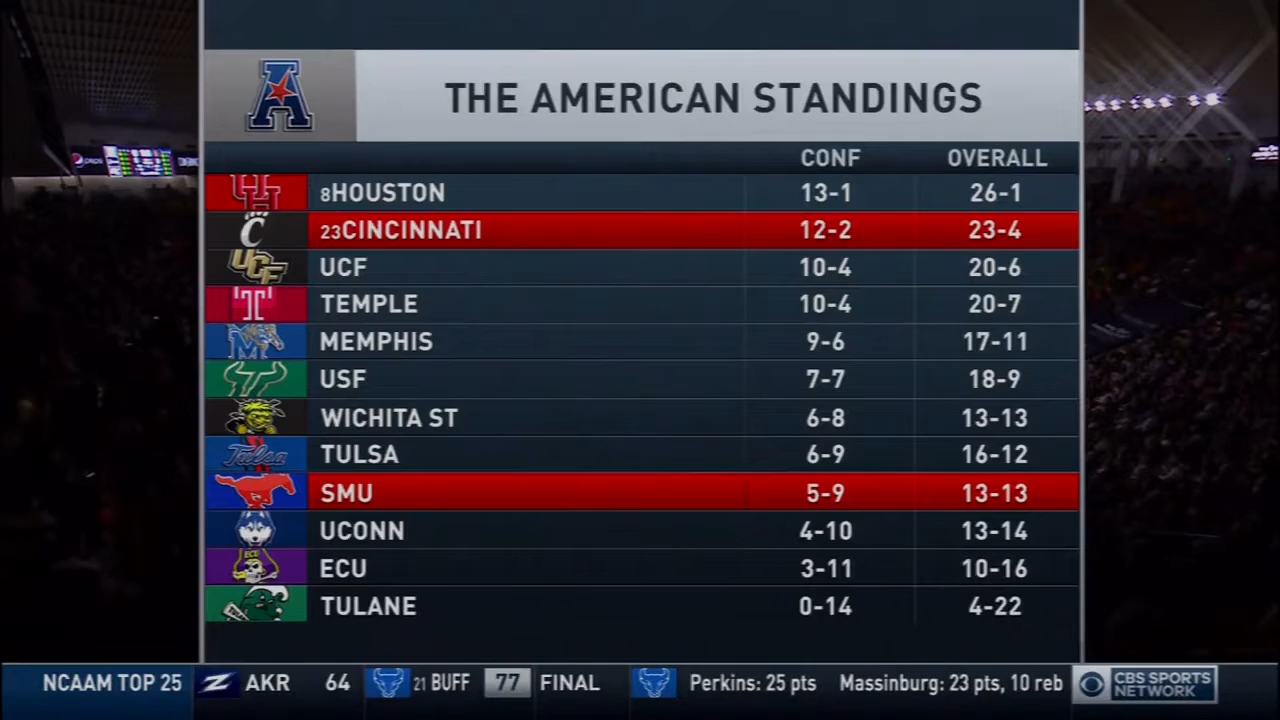 THE AMERICAN STANDINGS
CONF OVERALL
8HOUSTON 13-1 26-1
23CINCINNATI 12-2 23-4
UCF 10-4 20-6
TEMPLE 10-4 20-7
MEMPHIS 9-6 17-11
USF 7-7 18-9
WICHITA ST 6-8 13-13
TULSA 6-9 16-12
SMU 5-9 13-13
UCONN 4-10 13-14
ECU 3-11 10-16
TULANE 0-14 4-22
NCAAM TOP 25 AKR 64 21 BUFF 77 FINAL Perkins: 25 pts Massinburg: 23 pts, 10 reb CBS SPORTS NETWORK